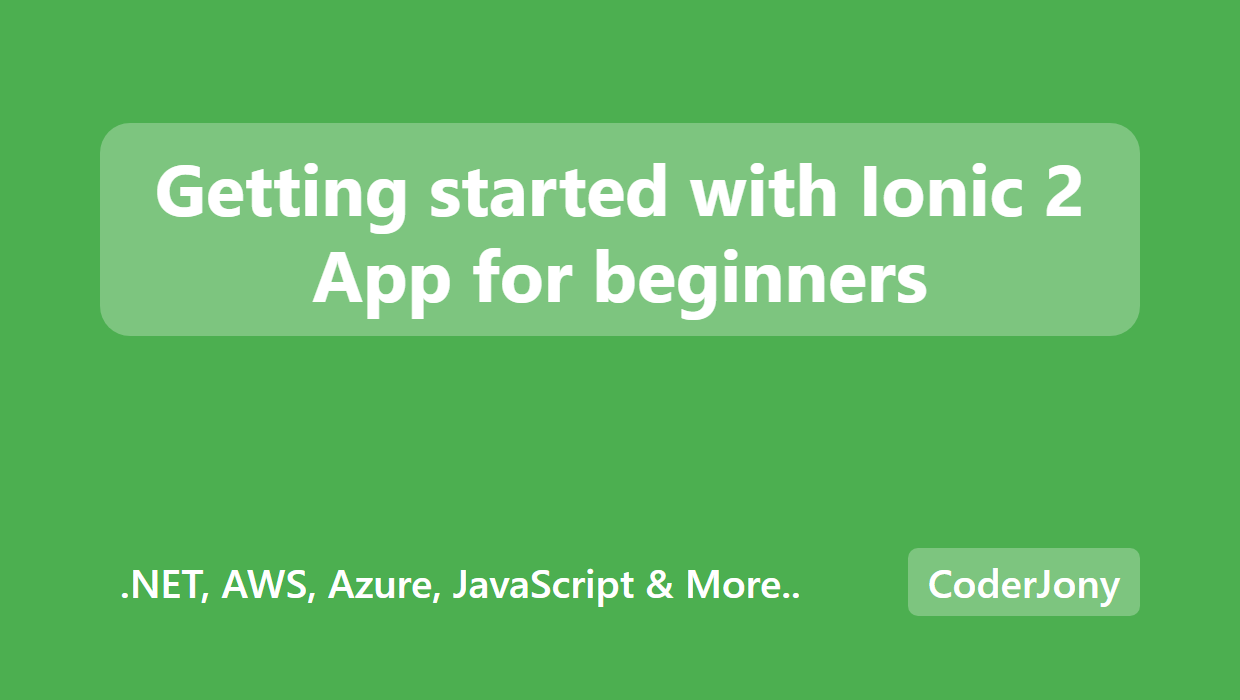 Getting started with Ionic 2
App for beginners
.NET, AWS, Azure, JavaScript & More..
CoderJony